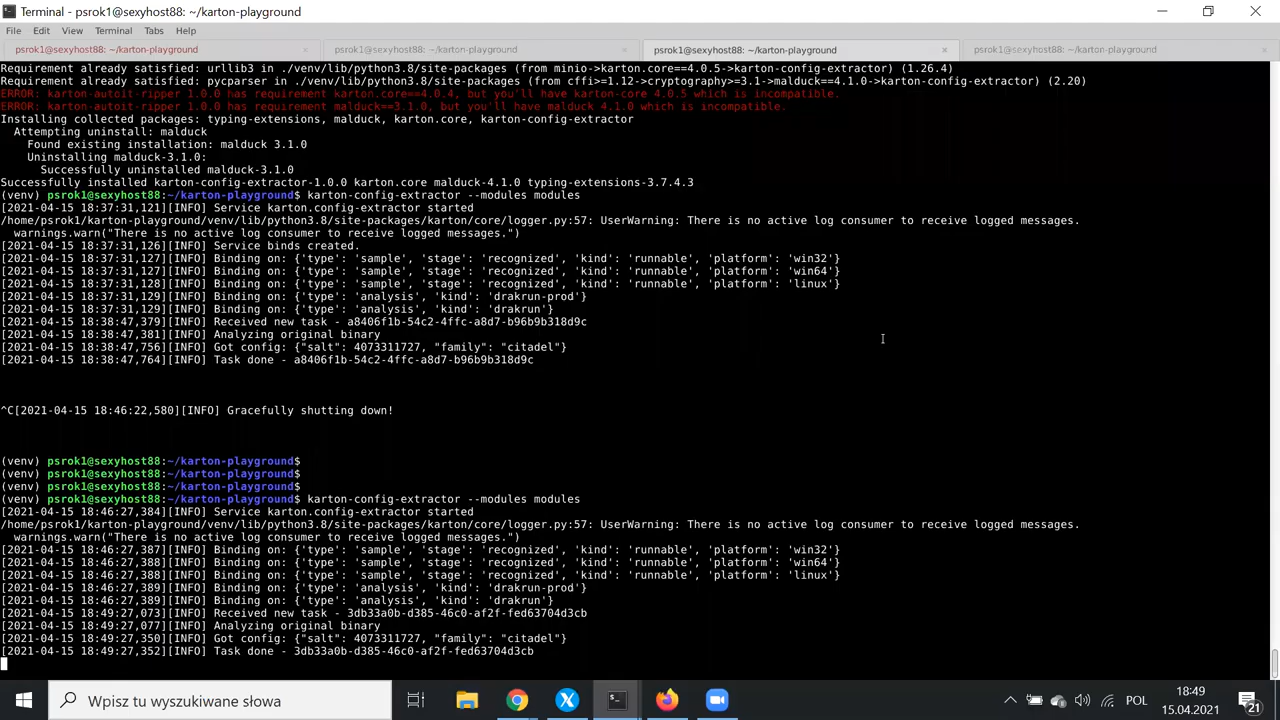 Terminal - psrok1@sexyhost88: ~/karton-playground
File Edit View Terminal Tabs Help
psrok1@sexyhost88: ~/karton-playground × psrok1@sexyhost88: ~/karton-playground × psrok1@sexyhost88: ~/karton-playground × psrok1@sexyhost88: ~/karton-playground ×
Requirement already satisfied: urllib3 in ./venv/lib/python3.8/site-packages (from minio->karton.core==4.0.5->karton-config-extractor) (1.26.4)
Requirement already satisfied: pycparser in ./venv/lib/python3.8/site-packages (from cffi>=1.12->cryptography>=3.1->malduck==4.1.0->karton-config-extractor) (2.20)
ERROR: karton-autoit-ripper 1.0.0 has requirement karton.core==4.0.4, but you'll have karton-core 4.0.5 which is incompatible.
ERROR: karton-autoit-ripper 1.0.0 has requirement malduck==3.1.0, but you'll have malduck 4.1.0 which is incompatible.
Installing collected packages: typing-extensions, malduck, karton.core, karton-config-extractor
  Attempting uninstall: malduck
    Found existing installation: malduck 3.1.0
    Uninstalling malduck-3.1.0:
      Successfully uninstalled malduck-3.1.0
Successfully installed karton-config-extractor-1.0.0 karton.core malduck-4.1.0 typing-extensions-3.7.4.3
(venv) psrok1@sexyhost88:~/karton-playground$ karton-config-extractor --modules modules
[2021-04-15 18:37:31,121][INFO] Service karton.config-extractor started
/home/psrok1/karton-playground/venv/lib/python3.8/site-packages/karton/core/logger.py:57: UserWarning: There is no active log consumer to receive logged messages.
  warnings.warn("There is no active log consumer to receive logged messages.")
[2021-04-15 18:37:31,126][INFO] Service binds created.
[2021-04-15 18:37:31,127][INFO] Binding on: {'type': 'sample', 'stage': 'recognized', 'kind': 'runnable', 'platform': 'win32'}
[2021-04-15 18:37:31,127][INFO] Binding on: {'type': 'sample', 'stage': 'recognized', 'kind': 'runnable', 'platform': 'win64'}
[2021-04-15 18:37:31,128][INFO] Binding on: {'type': 'sample', 'stage': 'recognized', 'kind': 'runnable', 'platform': 'linux'}
[2021-04-15 18:37:31,129][INFO] Binding on: {'type': 'analysis', 'kind': 'drakrun-prod'}
[2021-04-15 18:37:31,129][INFO] Binding on: {'type': 'analysis', 'kind': 'drakrun'}
[2021-04-15 18:38:47,379][INFO] Received new task - a8406f1b-54c2-4ffc-a8d7-b96b9b318d9c
[2021-04-15 18:38:47,381][INFO] Analyzing original binary
[2021-04-15 18:38:47,756][INFO] Got config: {"salt": 4073311727, "family": "citadel"}
[2021-04-15 18:38:47,764][INFO] Task done - a8406f1b-54c2-4ffc-a8d7-b96b9b318d9c
^C[2021-04-15 18:46:22,580][INFO] Gracefully shutting down!
(venv) psrok1@sexyhost88:~/karton-playground$
(venv) psrok1@sexyhost88:~/karton-playground$
(venv) psrok1@sexyhost88:~/karton-playground$
(venv) psrok1@sexyhost88:~/karton-playground$ karton-config-extractor --modules modules
[2021-04-15 18:46:27,384][INFO] Service karton.config-extractor started
/home/psrok1/karton-playground/venv/lib/python3.8/site-packages/karton/core/logger.py:57: UserWarning: There is no active log consumer to receive logged messages.
  warnings.warn("There is no active log consumer to receive logged messages.")
[2021-04-15 18:46:27,387][INFO] Binding on: {'type': 'sample', 'stage': 'recognized', 'kind': 'runnable', 'platform': 'win32'}
[2021-04-15 18:46:27,388][INFO] Binding on: {'type': 'sample', 'stage': 'recognized', 'kind': 'runnable', 'platform': 'win64'}
[2021-04-15 18:46:27,388][INFO] Binding on: {'type': 'sample', 'stage': 'recognized', 'kind': 'runnable', 'platform': 'linux'}
[2021-04-15 18:46:27,389][INFO] Binding on: {'type': 'analysis', 'kind': 'drakrun-prod'}
[2021-04-15 18:46:27,389][INFO] Binding on: {'type': 'analysis', 'kind': 'drakrun'}
[2021-04-15 18:49:27,073][INFO] Received new task - 3db33a0b-d385-46c0-af2f-fed63704d3cb
[2021-04-15 18:49:27,077][INFO] Analyzing original binary
[2021-04-15 18:49:27,350][INFO] Got config: {"salt": 4073311727, "family": "citadel"}
[2021-04-15 18:49:27,352][INFO] Task done - 3db33a0b-d385-46c0-af2f-fed63704d3cb
Wpisz tu wyszukiwane słowa
POL
18:49
15.04.2021
21